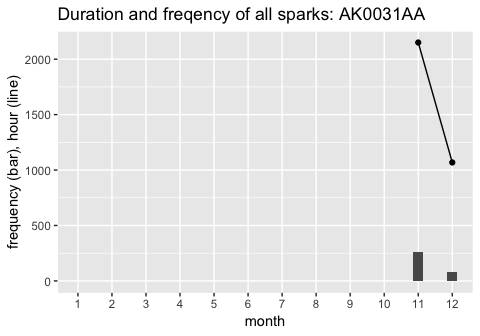 Duration and freqency of all sparks: AK0031AA
frequency (bar), hour (line)
2000
1500
1000
500
0
1 2 3 4 5 6 7 8 9 10 11 12
month